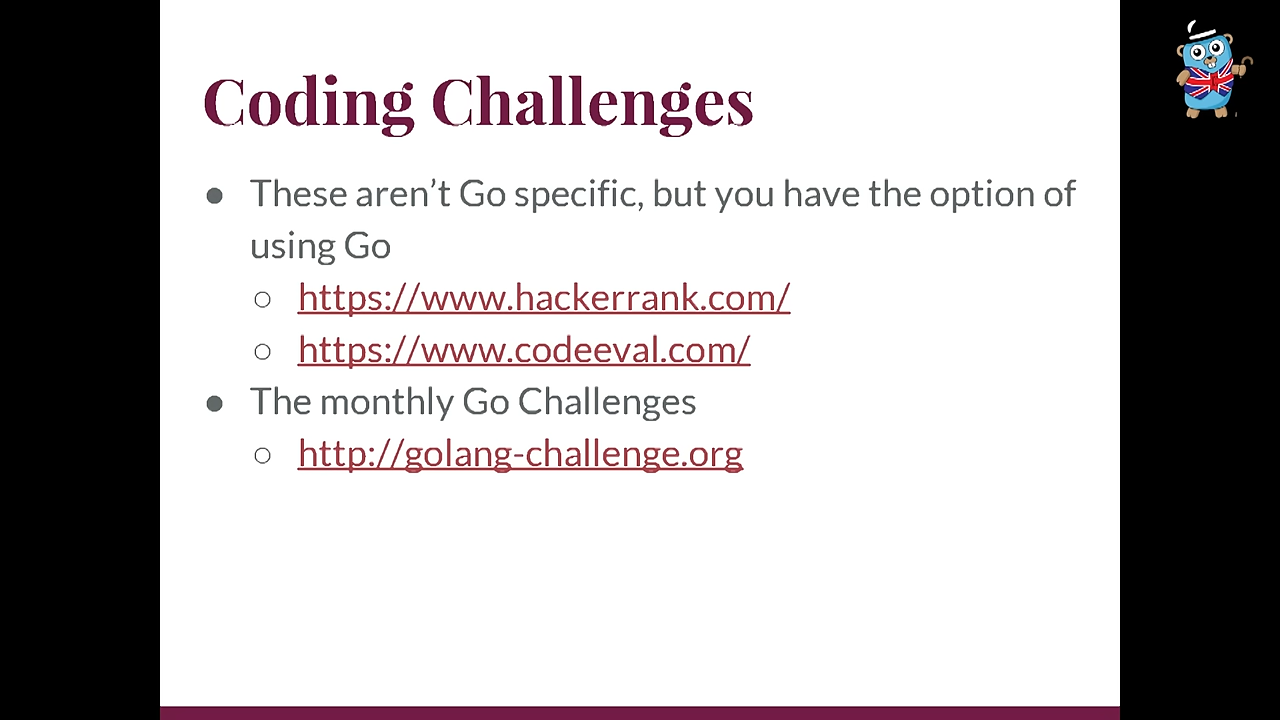 Coding Challenges
● These aren’t Go specific, but you have the option of
using Go
○ https://www.hackerrank.com/
○ https://www.codeeval.com/
● The monthly Go Challenges
○ http://golang-challenge.org